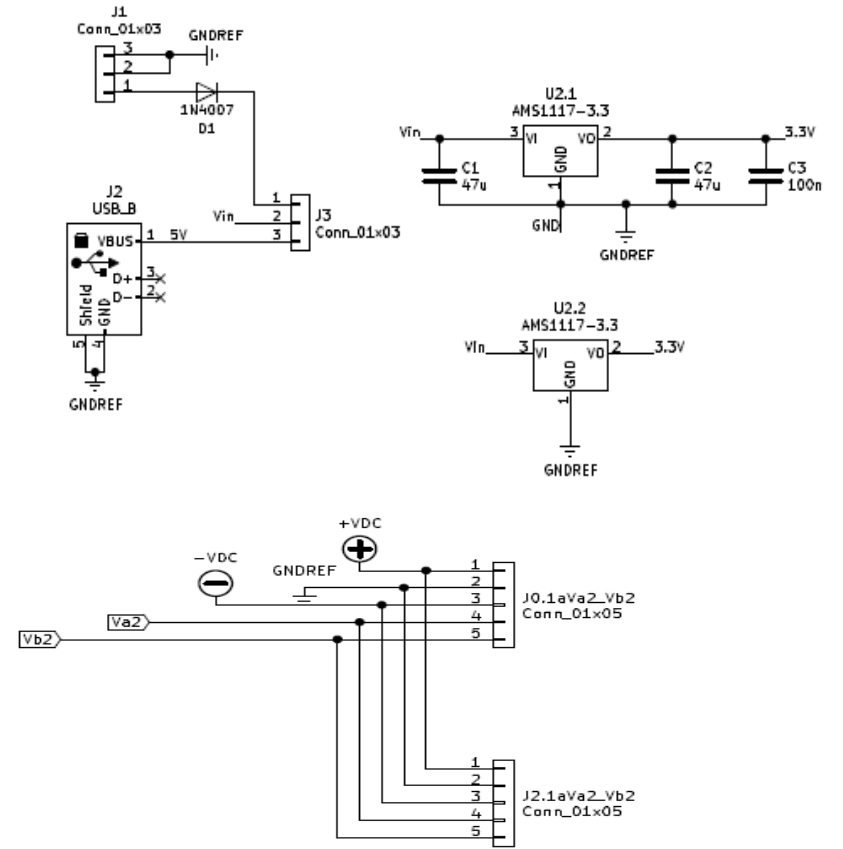 J1
Conn_01x03
3
2
1
GNDREF
1N4007
D1
J2
USB_B
VBUS 1 5V
D+ 3
D- 2
Shield
GND
5
4
GNDREF
1
Vin 2
3
J3
Conn_01x03
U2.1
AMS1117-3.3
Vin 3 VI VO 2 3.3V
GND
1
C1
47u
C2
47u
C3
100n
GND
GNDREF
U2.2
AMS1117-3.3
Vin 3 VI VO 2 3.3V
GND
1
GNDREF
+VDC
-VDC
GNDREF
Va2
Vb2
1
2
3
4
5
J0.1aVa2_Vb2
Conn_01x05
1
2
3
4
5
J2.1aVa2_Vb2
Conn_01x05